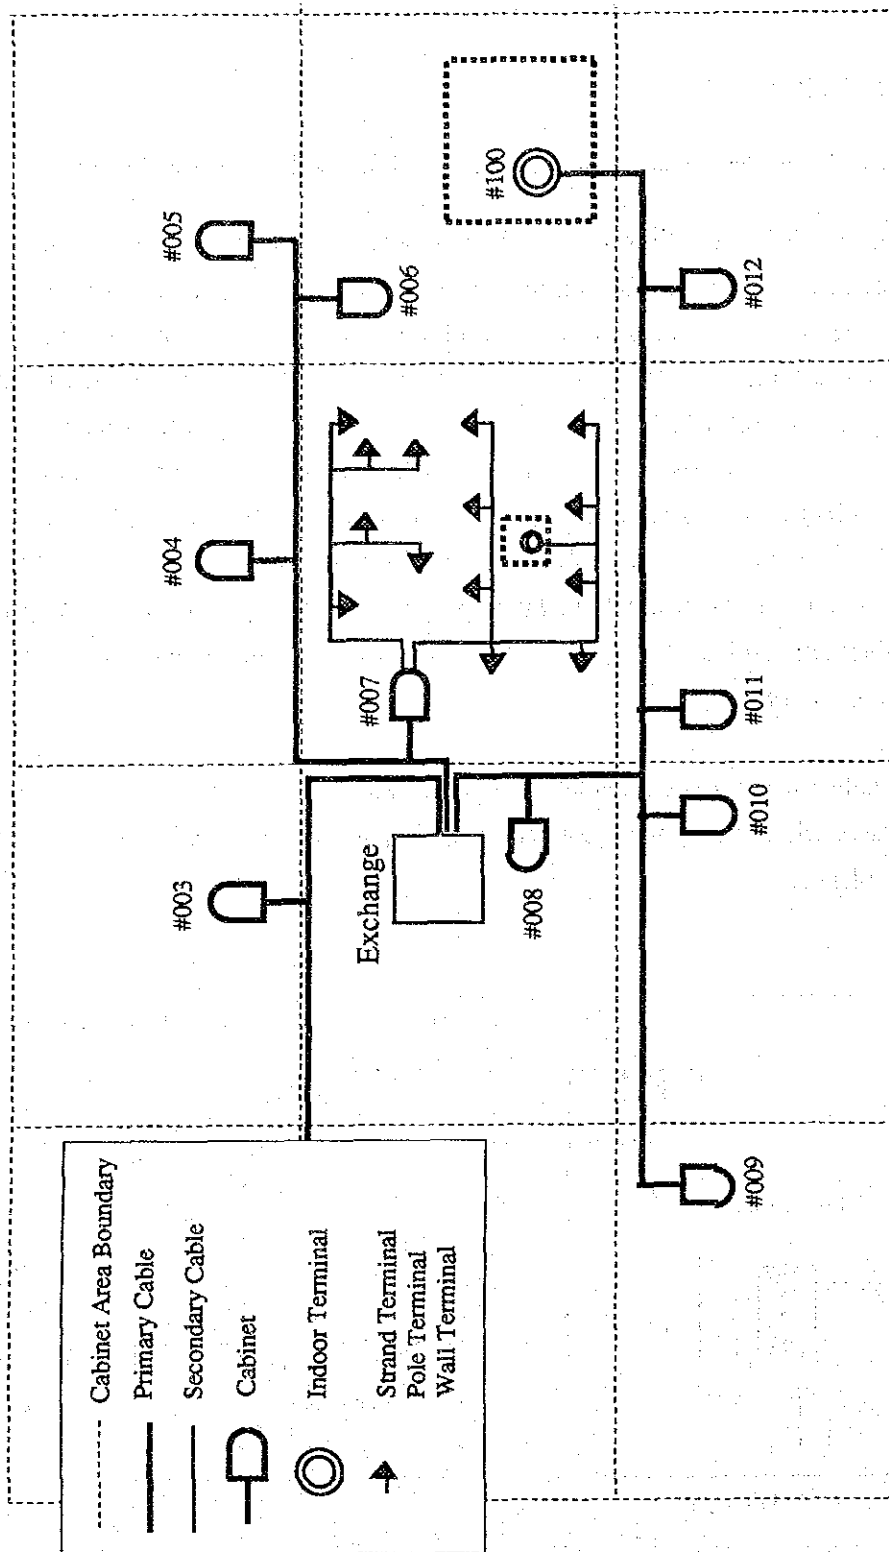 #005
#006
#100
#012
#004
#007
#011
#003
Exchange
#008
#010
#009
Cabinet Area Boundary
Primary Cable
Secondary Cable
Cabinet
Indoor Terminal
Strand Terminal
Pole Terminal
Wall Terminal